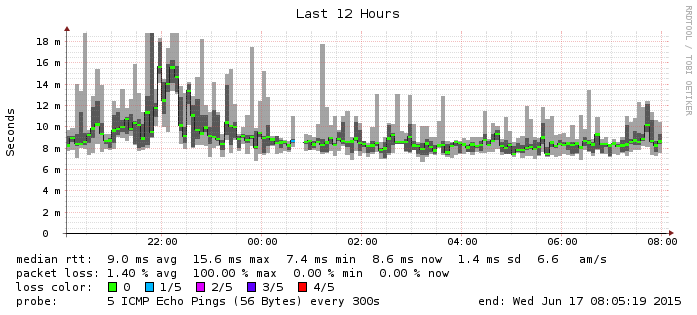 Last 12 Hours
RRDTOOL / TOBI OETIKER
Seconds
18 m
16 m
14 m
12 m
10 m
8 m
6 m
4 m
2 m
0
22:00 00:00 02:00 04:00 06:00 08:00
median rtt: 9.0 ms avg 15.6 ms max 7.4 ms min 8.6 ms now 1.4 ms sd 6.6 am/s
packet loss: 1.40 % avg 100.00 % max 0.00 % min 0.00 % now
loss color: 0 1/5 2/5 3/5 4/5
probe: 5 ICMP Echo Pings (56 Bytes) every 300s end: Wed Jun 17 08:05:19 2015